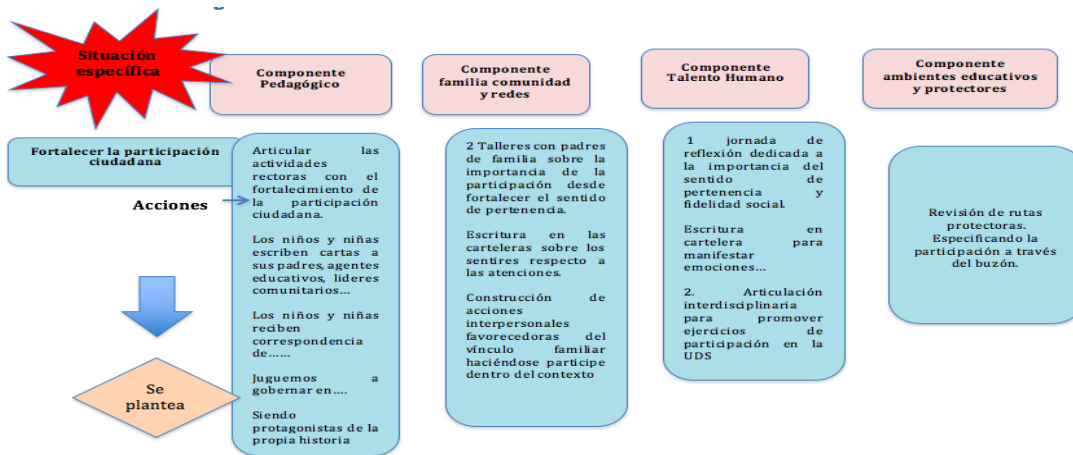 Situación
específica
Componente
Pedagógico
Componente
familia comunidad
y redes
Componente
Talento Humano
Componente
ambientes educativos
y protectores
Fortalecer la participación
ciudadana
Acciones
Se
plantea
Articular las
actividades
rectoras con el
fortalecimiento de
la participación
ciudadana.
Los niños y niñas
escriben cartas a
sus padres, agentes
educativos, lideres
comunitarios…
Los niños y niñas
reciben
correspondencia
de……
Juguemos a
gobernar en….
Siendo
protagonistas de la
propia historia
2 Talleres con padres
de familia sobre la
importancia de la
participación desde
fortalecer el sentido
de pertenencia.
Escritura en las
carteleras sobre los
sentires respecto a
las atenciones.
Construcción de
acciones
interpersonales
favorecedoras del
vínculo familiar
haciéndose participe
dentro del contexto
1 jornada de
reflexión dedicada a
la importancia del
sentido de
pertenencia y
fidelidad social.
Escritura en
cartelera para
manifestar
emociones…
2. Articulación
interdisciplinaria
para promover
ejercicios de
participación en la
UDS
Revisión de rutas
protectoras.
Especificando la
participación a través
del buzón.